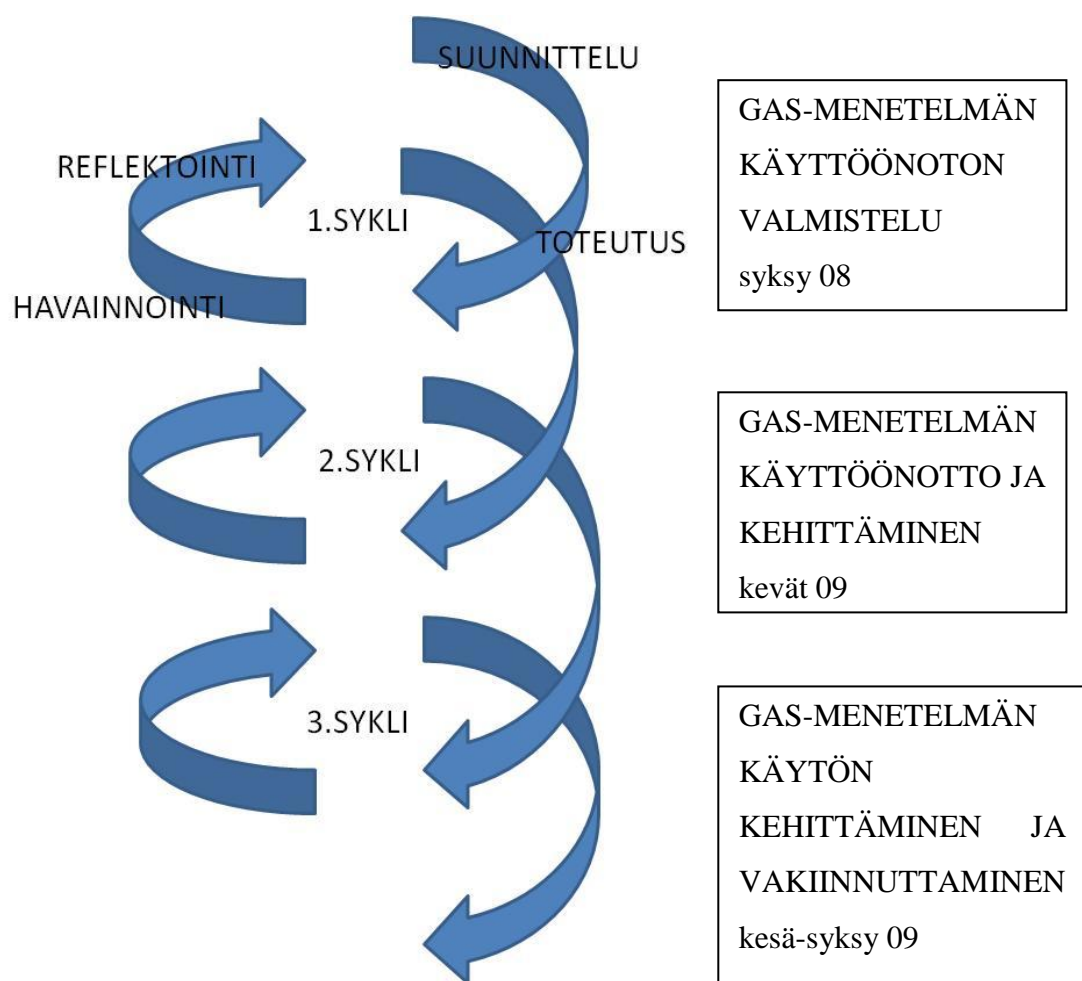 SUUNNITTELU
REFLEKTOINTI
1.SYKLI
TOTEUTUS
HAVAINNOINTI
GAS-MENETELMÄN
KÄYTTÖÖNOTON
VALMISTELU
syksy 08
2.SYKLI
GAS-MENETELMÄN
KÄYTTÖÖNOTTO JA
KEHITTÄMINEN
kevät 09
3.SYKLI
GAS-MENETELMÄN
KÄYTÖN
KEHITTÄMINEN JA
VAKIINNUTTAMINEN
kesä-syksy 09